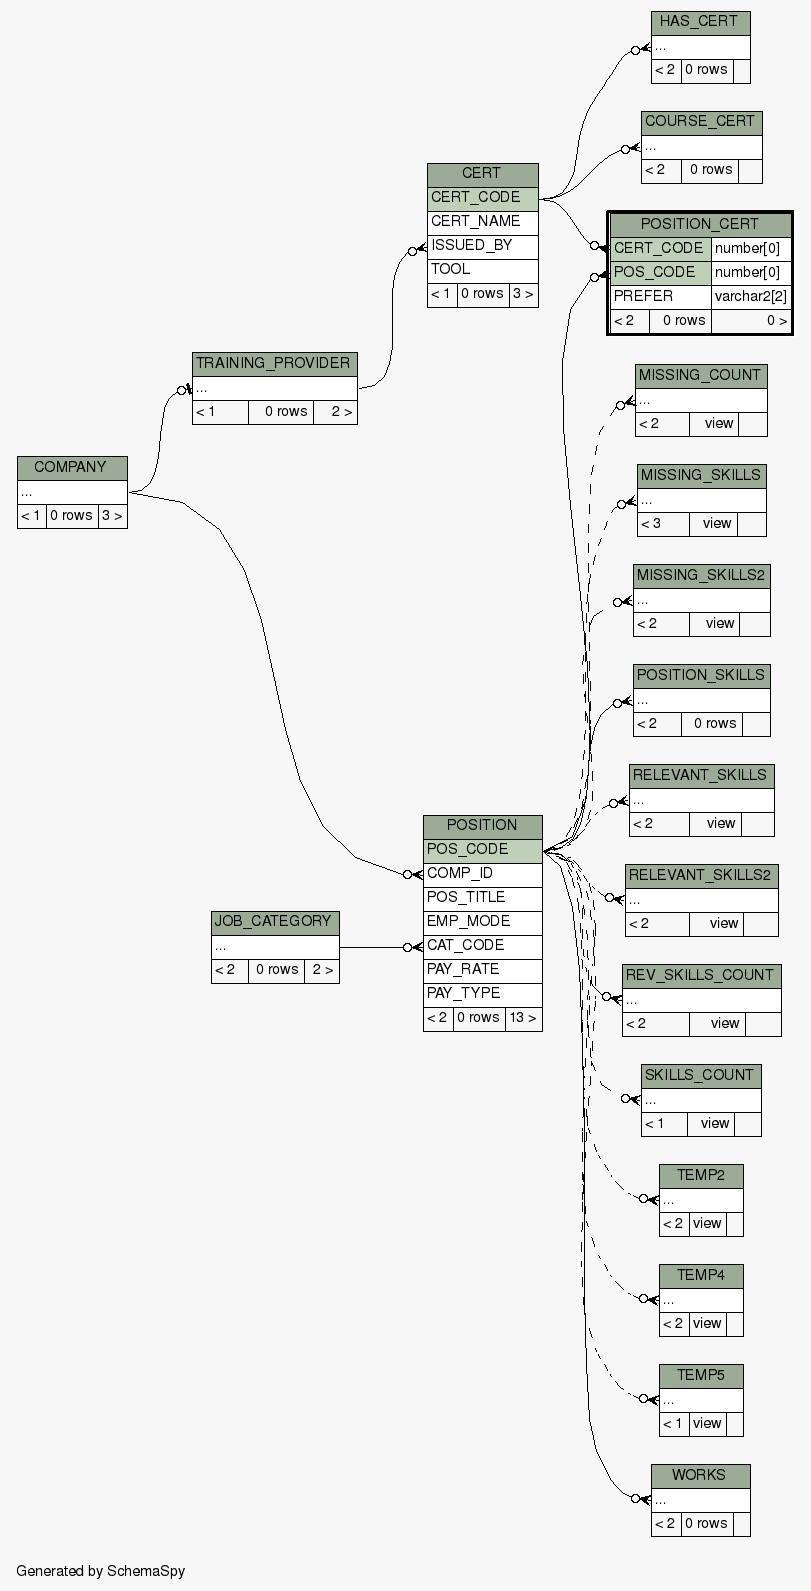 HAS_CERT
...
< 2 0 rows
COURSE_CERT
...
< 2 0 rows
CERT
CERT_CODE
CERT_NAME
ISSUED_BY
TOOL
< 1 0 rows 3 >
POSITION_CERT
CERT_CODE number[0]
POS_CODE number[0]
PREFER varchar2[2]
< 2 0 rows 0 >
TRAINING_PROVIDER
...
< 1 0 rows 2 >
MISSING_COUNT
...
< 2 view
COMPANY
...
< 1 0 rows 3 >
MISSING_SKILLS
...
< 3 view
MISSING_SKILLS2
...
< 2 view
POSITION_SKILLS
...
< 2 0 rows
RELEVANT_SKILLS
...
< 2 view
POSITION
POS_CODE
COMP_ID
POS_TITLE
EMP_MODE
CAT_CODE
PAY_RATE
PAY_TYPE
< 2 0 rows 13 >
JOB_CATEGORY
...
< 2 0 rows 2 >
RELEVANT_SKILLS2
...
< 2 view
REV_SKILLS_COUNT
...
< 2 view
SKILLS_COUNT
...
< 1 view
TEMP2
...
< 2 view
TEMP4
...
< 2 view
TEMP5
...
< 1 view
WORKS
...
< 2 0 rows
Generated by SchemaSpy